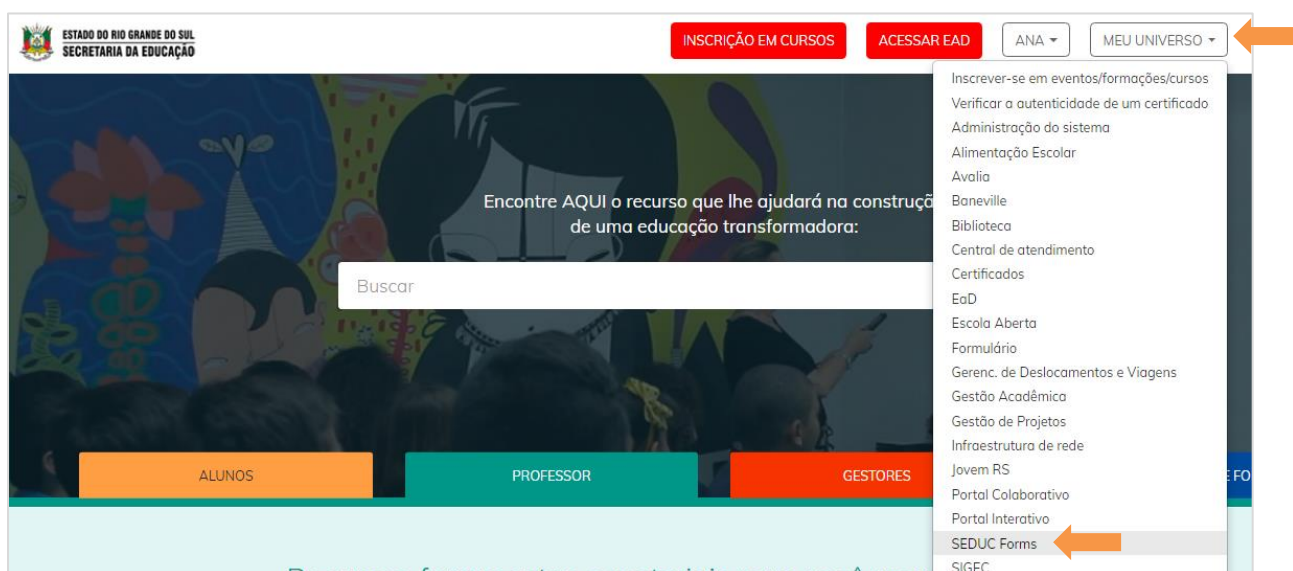 ESTADO DO RIO GRANDE DO SUL
SECRETARIA DA EDUCAÇÃO
INSCRIÇÃO EM CURSOS
ACESSAR EAD
ANA
MEU UNIVERSO
Inscrever-se em eventos/formações/cursos
Verificar a autenticidade de um certificado
Administração do sistema
Alimentação Escolar
Avalia
Baneville
Biblioteca
Central de atendimento
Certificados
EaD
Escola Aberta
Formulário
Gerenc. de Deslocamentos e Viagens
Gestão Acadêmica
Gestão de Projetos
Infraestrutura de rede
Jovem RS
Portal Colaborativo
Portal Interativo
SEDUC Forms
SIGEC
Encontre AQUI o recurso que lhe ajudará na construçã
de uma educação transformadora:
Buscar
ALUNOS
PROFESSOR
GESTORES
E FO